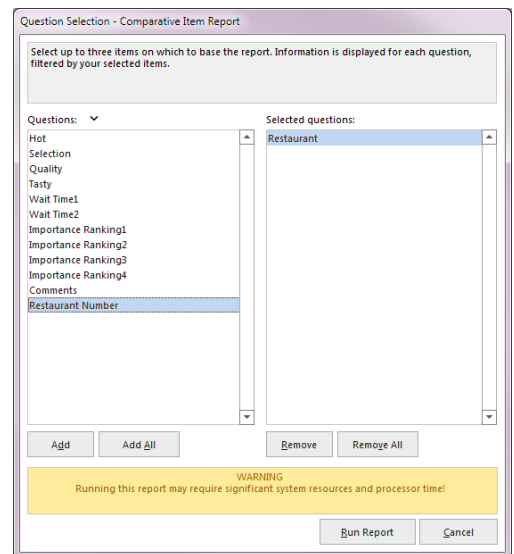 Question Selection - Comparative Item Report
Select up to three items on which to base the report. Information is displayed for each question,
filtered by your selected items.
Questions:
Selected questions:
Hot
Selection
Quality
Tasty
Wait Time1
Wait Time2
Importance Ranking1
Importance Ranking2
Importance Ranking3
Importance Ranking4
Comments
Restaurant Number
Restaurant
Add
Add All
Remove
Remove All
WARNING
Running this report may require significant system resources and processor time!
Run Report
Cancel